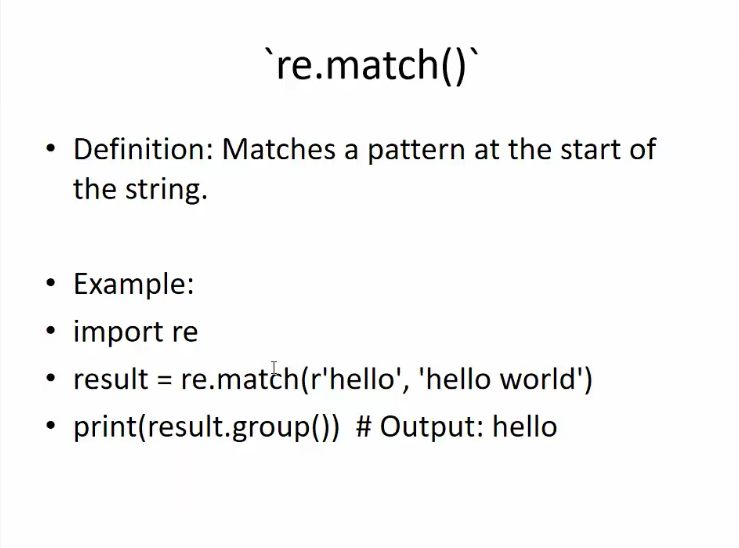 `re.match()`
• Definition: Matches a pattern at the start of
the string.
• Example:
• import re
• result = re.match(r'hello', 'hello world')
• print(result.group())  # Output: hello